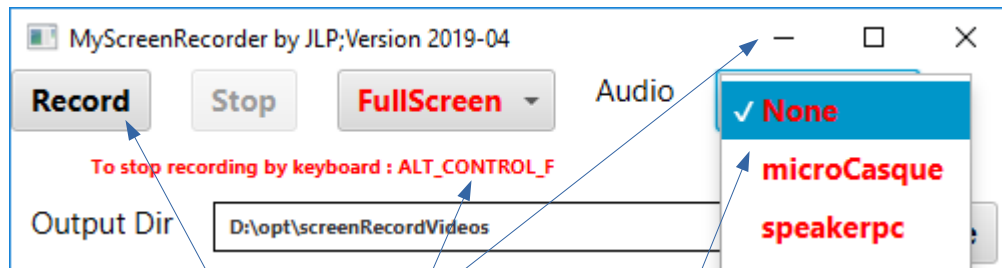 MyScreenRecorder by JLP;Version 2019-04
Record Stop FullScreen Audio
✓ None
To stop recording by keyboard : ALT_CONTROL_F
microCasque
Output Dir D:\opt\screenRecordVideos
speakerpc